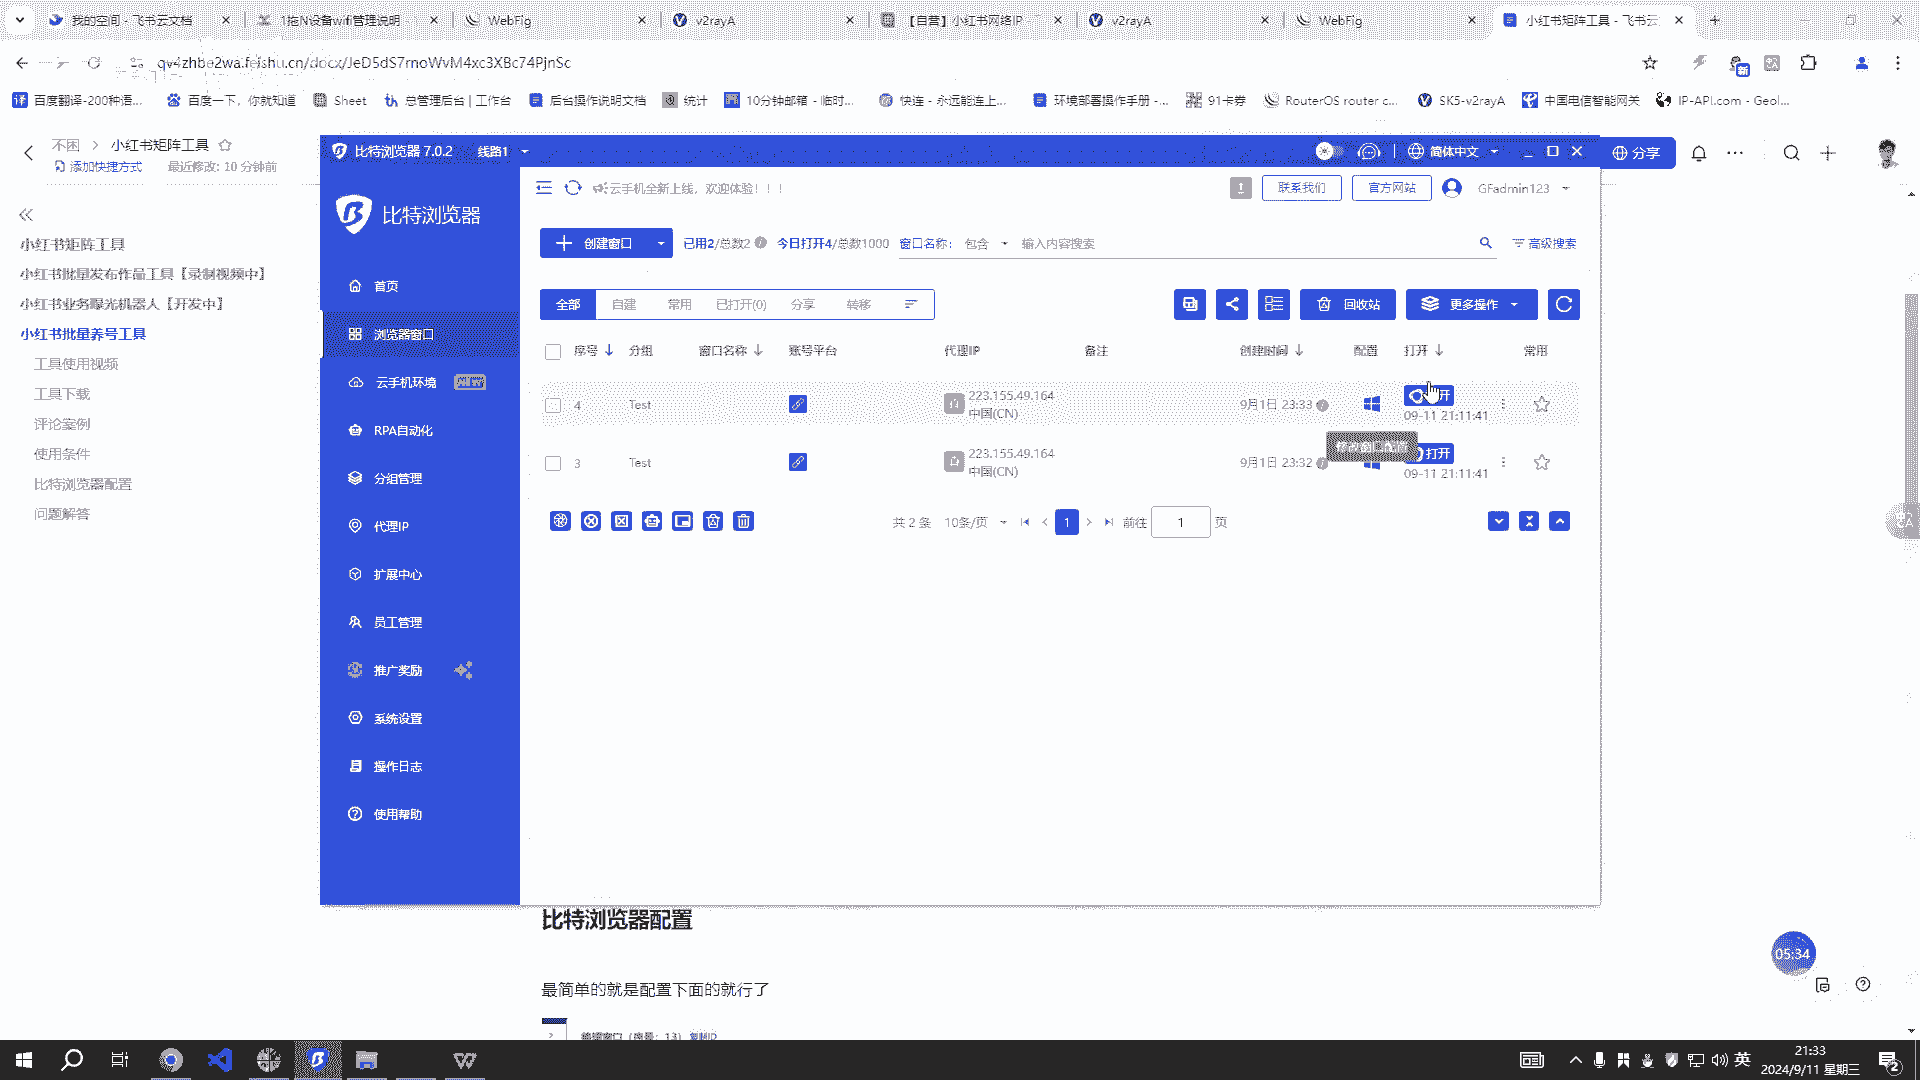 我的空间 - 飞书云文档
1拖N设备wifi管理说明 -
WebFig
v2rayA
【自营】小红书网络IP -
v2rayA
WebFig
小红书矩阵工具 - 飞书云
qv4zhbe2wa.feishu.cn/docx/JeD5dS7rnoWvM4xc3XBc74PjnSc
新
百度翻译-200种语...
百度一下，你就知道
Sheet
总管理后台 | 工作台
后台操作说明文档
统计
10分钟邮箱 - 临时...
快连 - 永远能连上...
环境部署操作手册 -...
91卡券
RouterOS router c...
SK5-v2rayA
中国电信智能网关
IP-API.com - Geol...
不困 > 小红书矩阵工具
添加快捷方式
最近修改: 10 分钟前
分享
小红书矩阵工具
小红书批量发布作品工具【录制视频中】
小红书业务曝光机器人【开发中】
小红书批量养号工具
工具使用视频
工具下载
评论案例
使用条件
比特浏览器配置
问题解答
比特浏览器 7.0.2 线路1
简体中文
比特浏览器
首页
浏览器窗口
云手机环境
RPA自动化
分组管理
代理IP
扩展中心
员工管理
推广奖励
系统设置
操作日志
使用帮助
云手机全新上线，欢迎体验！！！
联系我们
官方网站
GFadmin123
创建窗口
已用2/总数2
今日打开4/总数1000
窗口名称:
包含
输入内容搜索
高级搜索
全部
自建
常用
已打开(0)
分享
转移
回收站
更多操作
序号
分组
窗口名称
账号平台
代理IP
备注
创建时间
配置
打开
常用
4
Test
223.155.49.164
中国(CN)
9月1日 23:33
开
09-11 21:11:41
3
Test
223.155.49.164
中国(CN)
9月1日 23:32
打开
09-11 21:11:41
共 2 条
10条/页
1
前往
1
页
比特浏览器配置
最简单的就是配置下面的就行了
05:34
英
21:33
2024/9/11 星期三
2